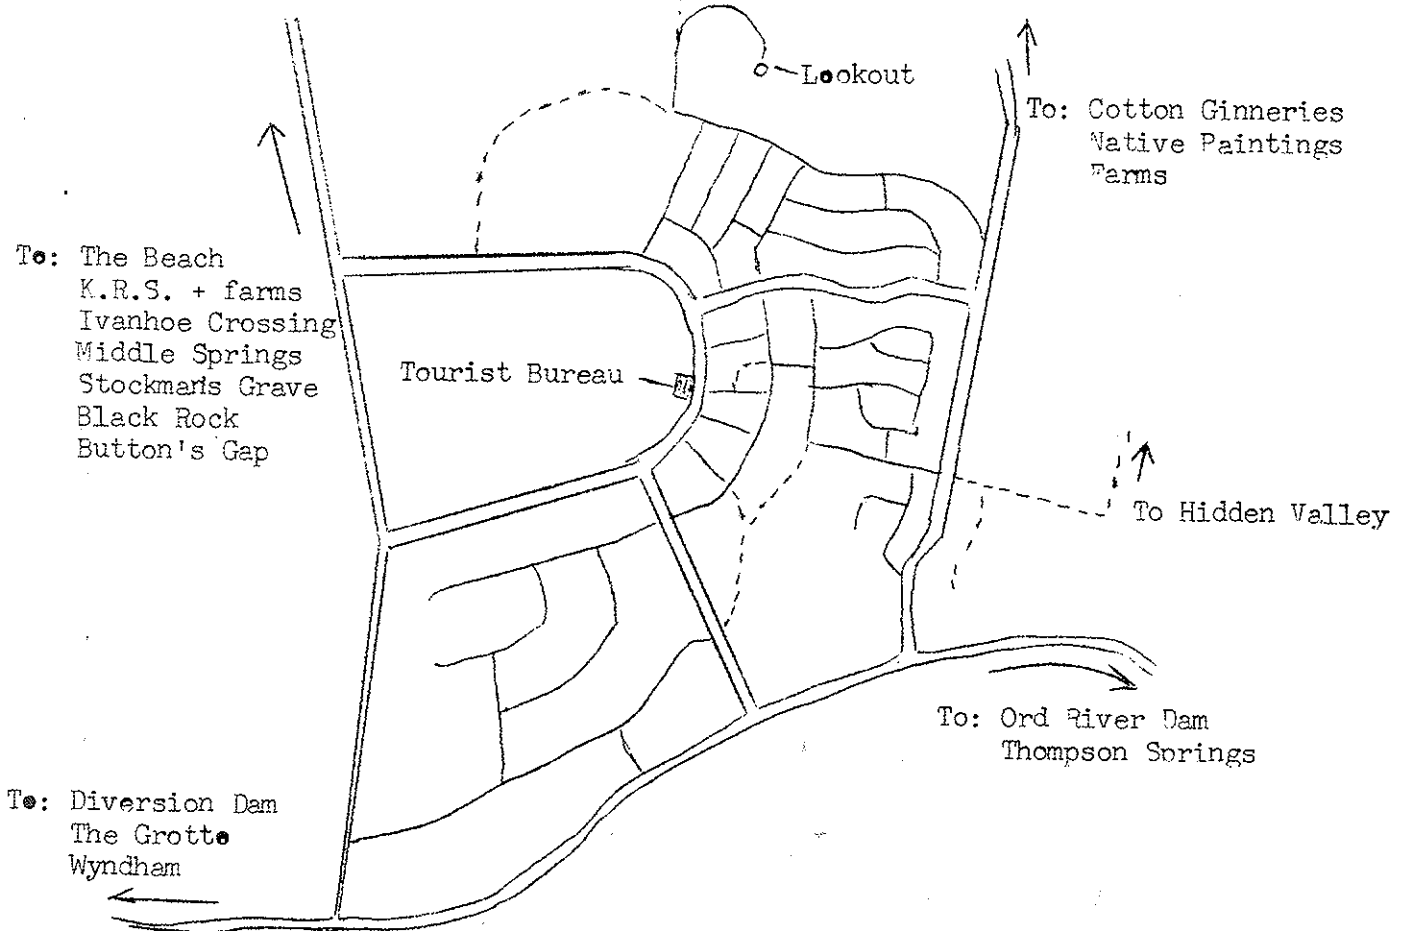 Lookout
To: Cotton Ginneries
Native Paintings
Farms
To: The Beach
K.R.S. + farms
Ivanhoe Crossing
Middle Springs
Stockmans Grave
Black Rock
Button's Gap
Tourist Bureau
To Hidden Valley
To: Ord River Dam
Thompson Springs
To: Diversion Dam
The Grotto
Wyndham